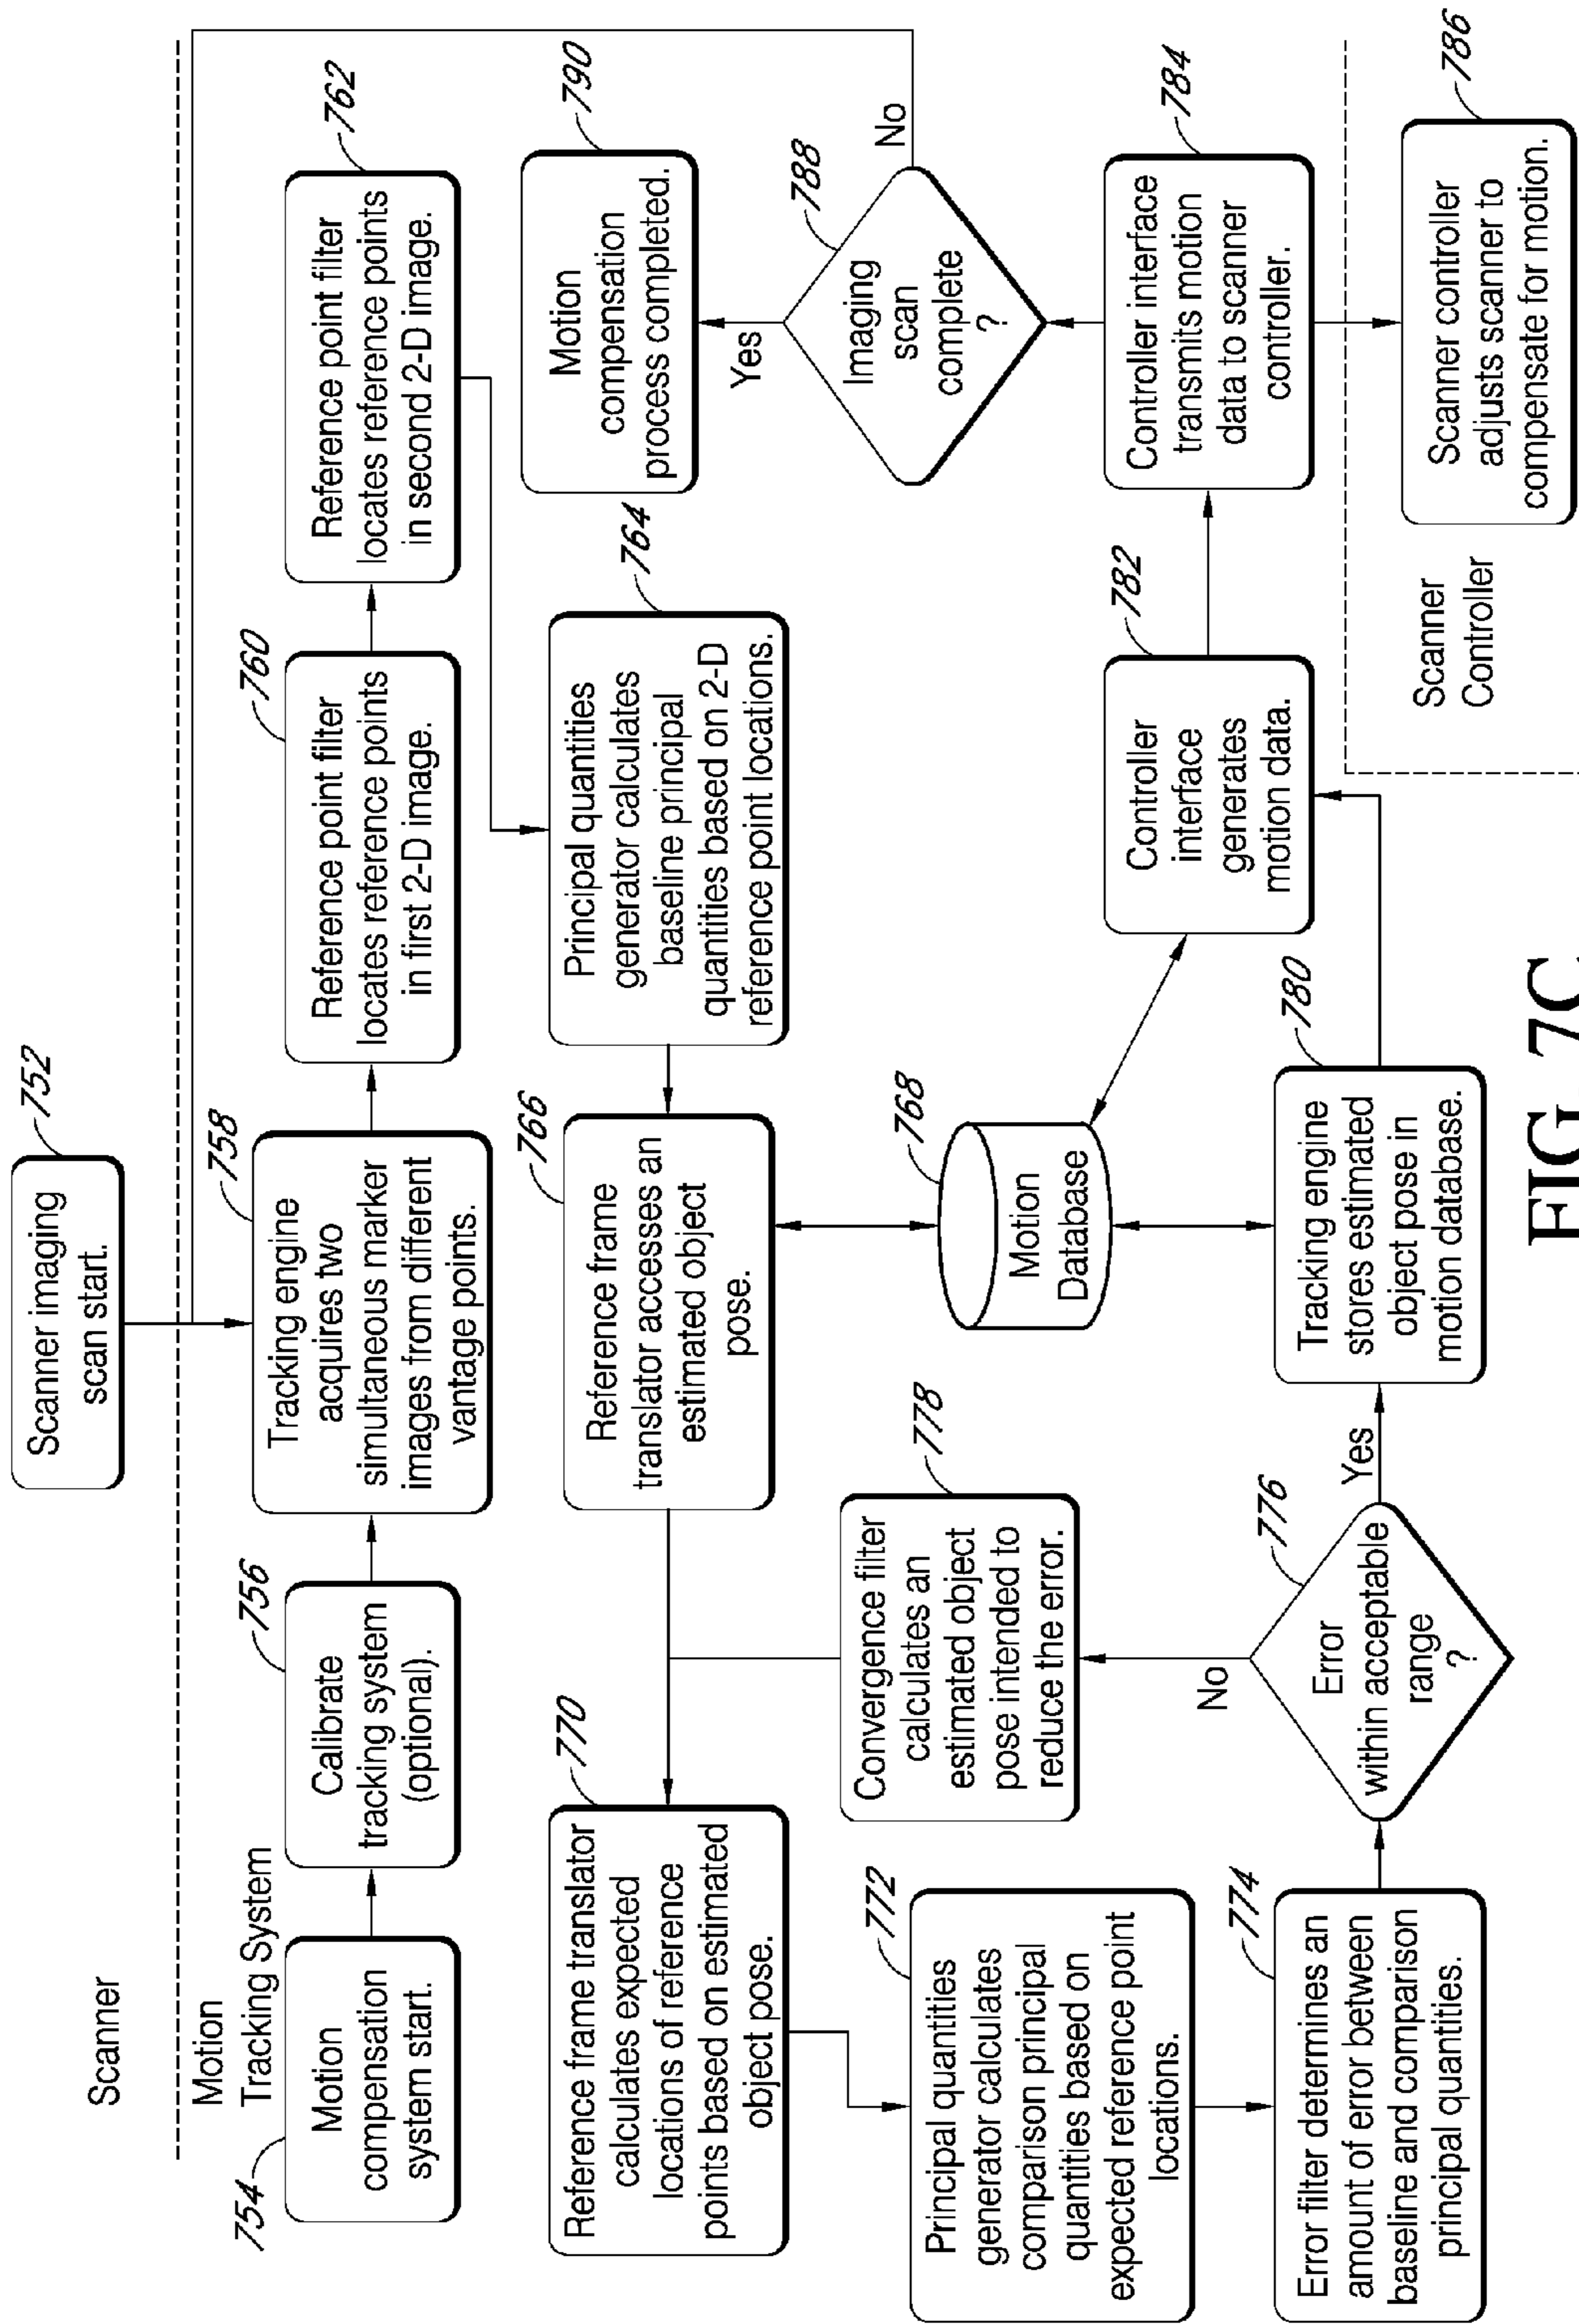 Scanner
752
Scanner imaging
scan start.
Motion
Tracking System
754
Motion
compensation
system start.
756
Calibrate
tracking system
(optional).
758
Tracking engine
acquires two
simultaneous marker
images from different
vantage points.
760
Reference point filter
locates reference points
in first 2-D image.
762
Reference point filter
locates reference points
in second 2-D image.
764
Principal quantities
generator calculates
baseline principal
quantities based on 2-D
reference point locations.
766
Reference frame
translator accesses an
estimated object
pose.
768
Motion
Database
770
Reference frame translator
calculates expected
locations of reference
points based on estimated
object pose.
772
Principal quantities
generator calculates
comparison principal
quantities based on
expected reference point
locations.
774
Error filter determines an
amount of error between
baseline and comparison
principal quantities.
776
Error
within acceptable
range
?
No
Yes
778
Convergence filter
calculates an
estimated object
pose intended to
reduce the error.
780
Tracking engine
stores estimated
object pose in
motion database.
782
Controller
interface
generates
motion data.
784
Controller interface
transmits motion
data to scanner
controller.
Scanner
Controller
786
Scanner controller
adjusts scanner to
compensate for motion.
788
Imaging
scan
complete
?
No
Yes
790
Motion
compensation
process completed.
FIG. 7C